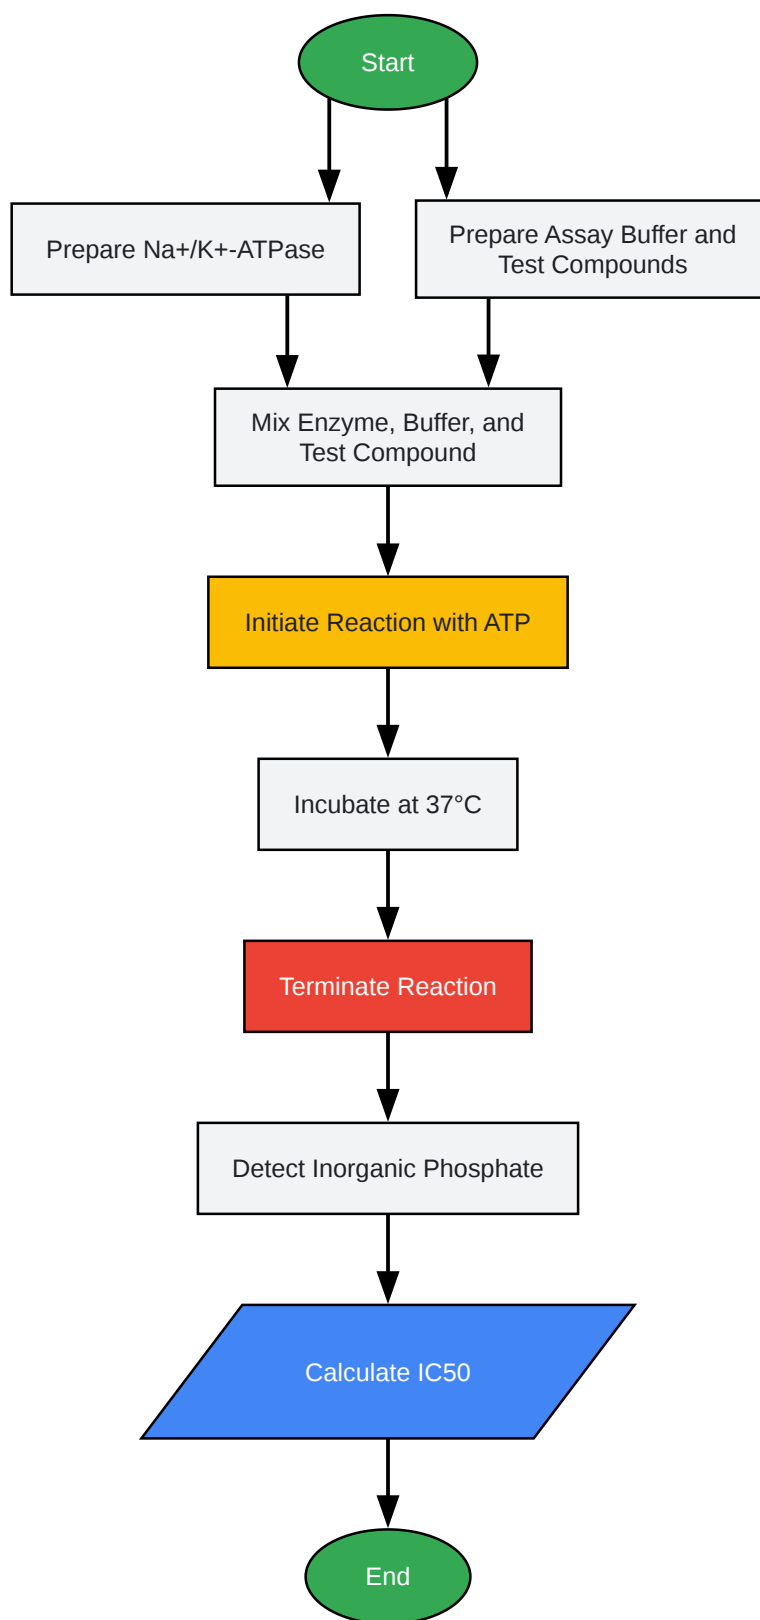 Start
Prepare Na+/K+-ATPase
Prepare Assay Buffer and
Test Compounds
Mix Enzyme, Buffer, and
Test Compound
Initiate Reaction with ATP
Incubate at 37°C
Terminate Reaction
Detect Inorganic Phosphate
Calculate IC50
End